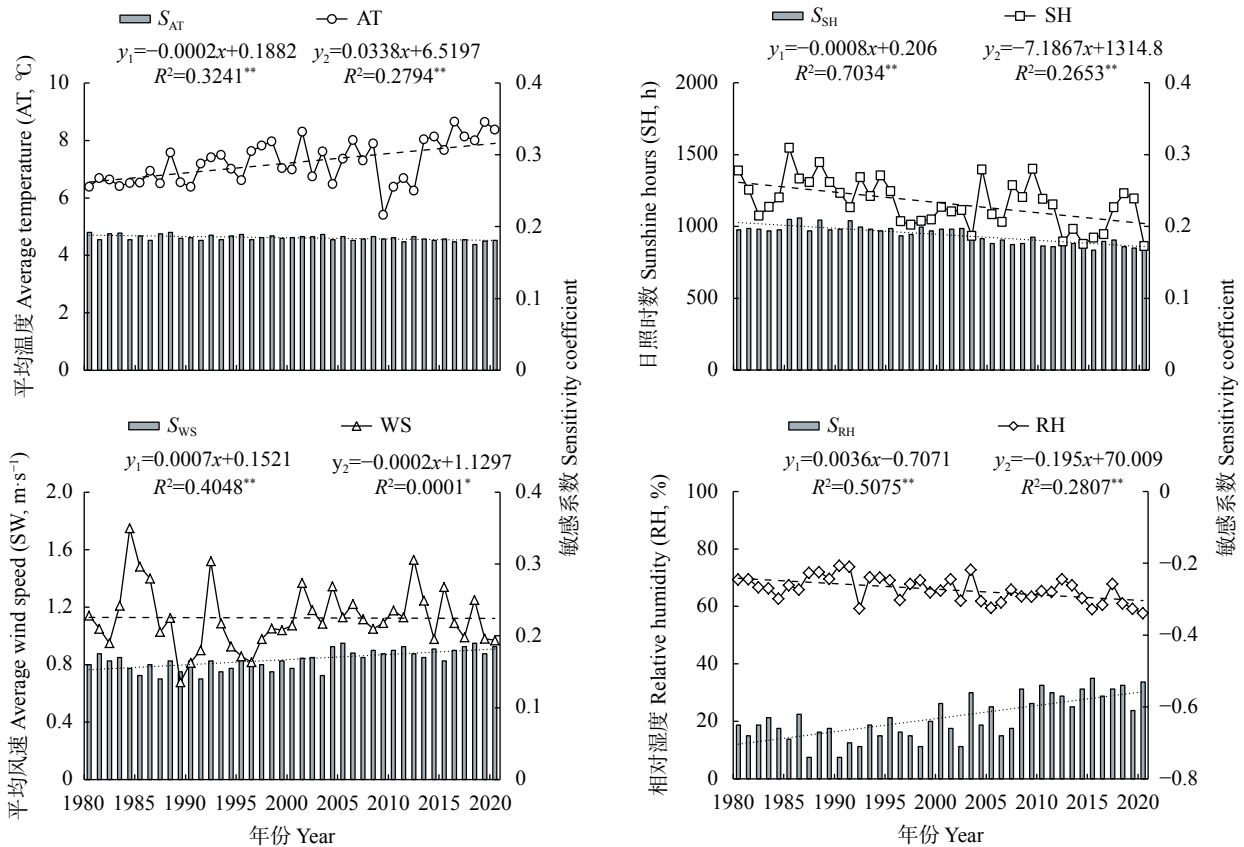 S_AT AT
y₁=−0.0002x+0.1882 y₂=0.0338x+6.5197
R²=0.3241** R²=0.2794**
平均温度 Average temperature (AT, ℃)
10
8
6
4
2
0
0.4
0.3
0.2
0.1
0
S_SH SH
y₁=−0.0008x+0.206 y₂=−7.1867x+1314.8
R²=0.7034** R²=0.2653**
日照时数 Sunshine hours (SH, h)
2000
1500
1000
500
0
0.4
0.3
0.2
0.1
0
敏感系数 Sensitivity coefficient
敏感系数 Sensitivity coefficient
S_WS WS
y₁=0.0007x+0.1521 y₂=−0.0002x+1.1297
R²=0.4048** R²=0.0001*
平均风速 Average wind speed (SW, m·s⁻¹)
2.0
1.6
1.2
0.8
0.4
0
0.4
0.3
0.2
0.1
0
1980 1985 1990 1995 2000 2005 2010 2015 2020
年份 Year
S_RH RH
y₁=0.0036x−0.7071 y₂=−0.195x+70.009
R²=0.5075** R²=0.2807**
相对湿度 Relative humidity (RH, %)
100
80
60
40
20
0
0
−0.2
−0.4
−0.6
−0.8
1980 1985 1990 1995 2000 2005 2010 2015 2020
年份 Year